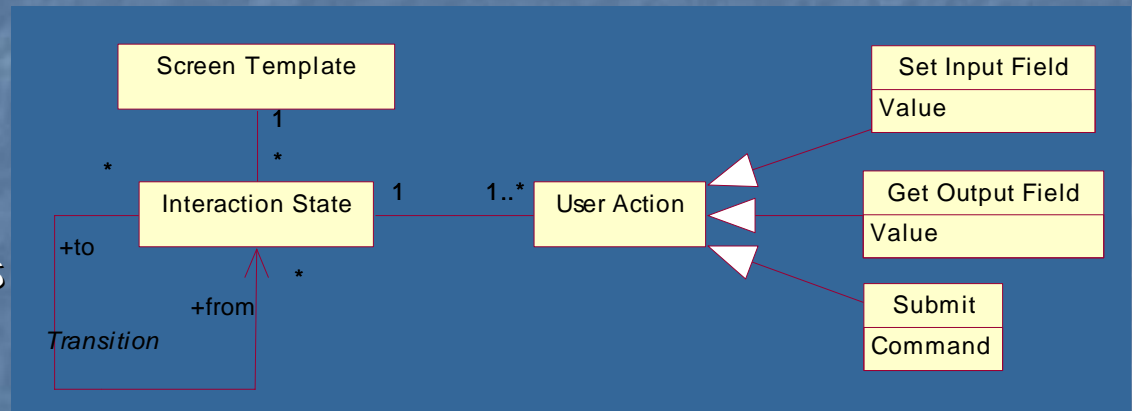 Screen Template
1
*
*
Interaction State
1
1..*
User Action
+to
*
+from
Transition
Set Input Field
Value
Get Output Field
Value
Submit
Command